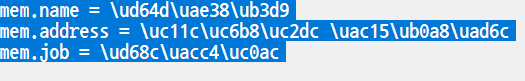 mem.name = \ud64d\uae38\ub3d9
mem.address = \uc11c\uc6b8\uc2dc \uac15\ub0a8\uad6c
mem.job = \ud68c\uacc4\uc0ac